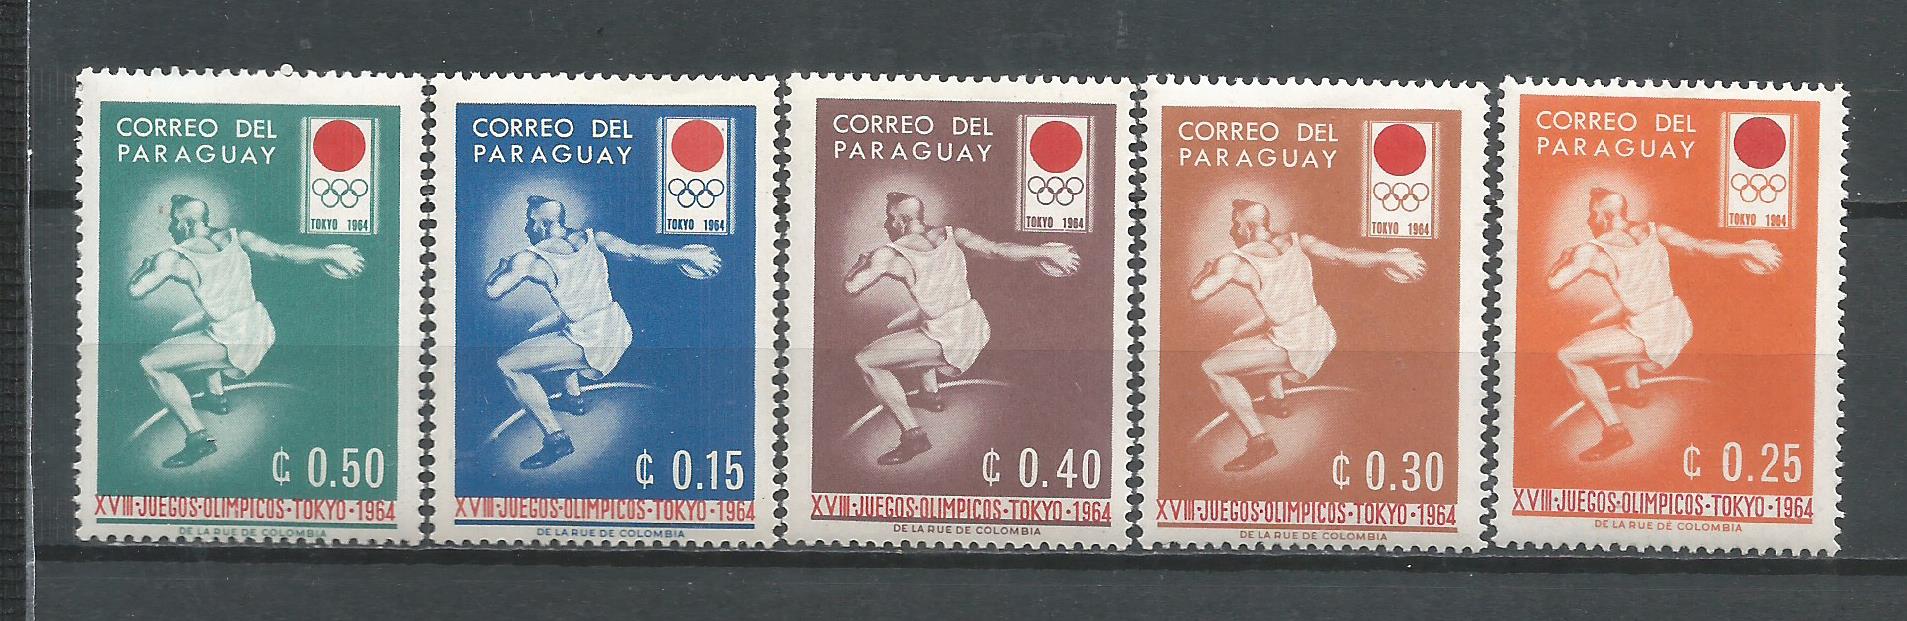 CORREO DEL
PARAGUAY
TOKYO 1964
₲ 0.50
XVIII·JUEGOS·OLIMPICOS·TOKYO·1964
DE LA RUE DE COLOMBIA
CORREO DEL
PARAGUAY
TOKYO 1964
₲ 0.15
XVIII·JUEGOS·OLIMPICOS·TOKYO·1964
DE LA RUE DE COLOMBIA
CORREO DEL
PARAGUAY
TOKYO 1964
₲ 0.40
XVIII·JUEGOS·OLIMPICOS·TOKYO·1964
DE LA RUE DE COLOMBIA
CORREO DEL
PARAGUAY
TOKYO 1964
₲ 0.30
XVIII·JUEGOS·OLIMPICOS·TOKYO·1964
DE LA RUE DE COLOMBIA
CORREO DEL
PARAGUAY
TOKYO 1964
₲ 0.25
XVIII·JUEGOS·OLIMPICOS·TOKYO·1964
DE LA RUE DE COLOMBIA